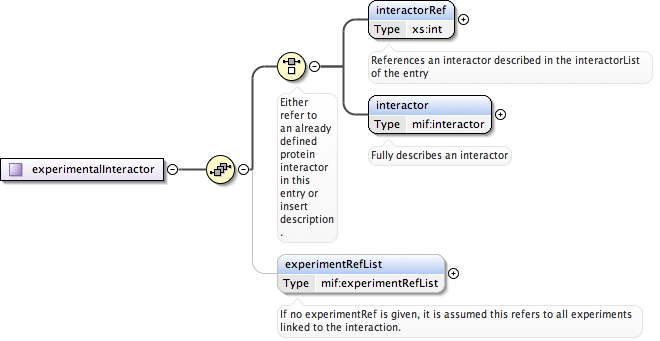 interactorRef
Type xs:int
References an interactor described in the interactorList
of the entry
Either
refer to
an already
defined
protein
interactor
in this
entry or
insert
description
.
interactor
Type mif:interactor
Fully describes an interactor
experimentalInteractor
experimentRefList
Type mif:experimentRefList
If no experimentRef is given, it is assumed this refers to all experiments
linked to the interaction.